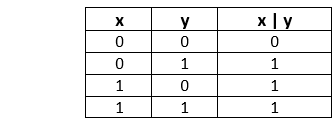 x y x | y
0 0 0
0 1 1
1 0 1
1 1 1